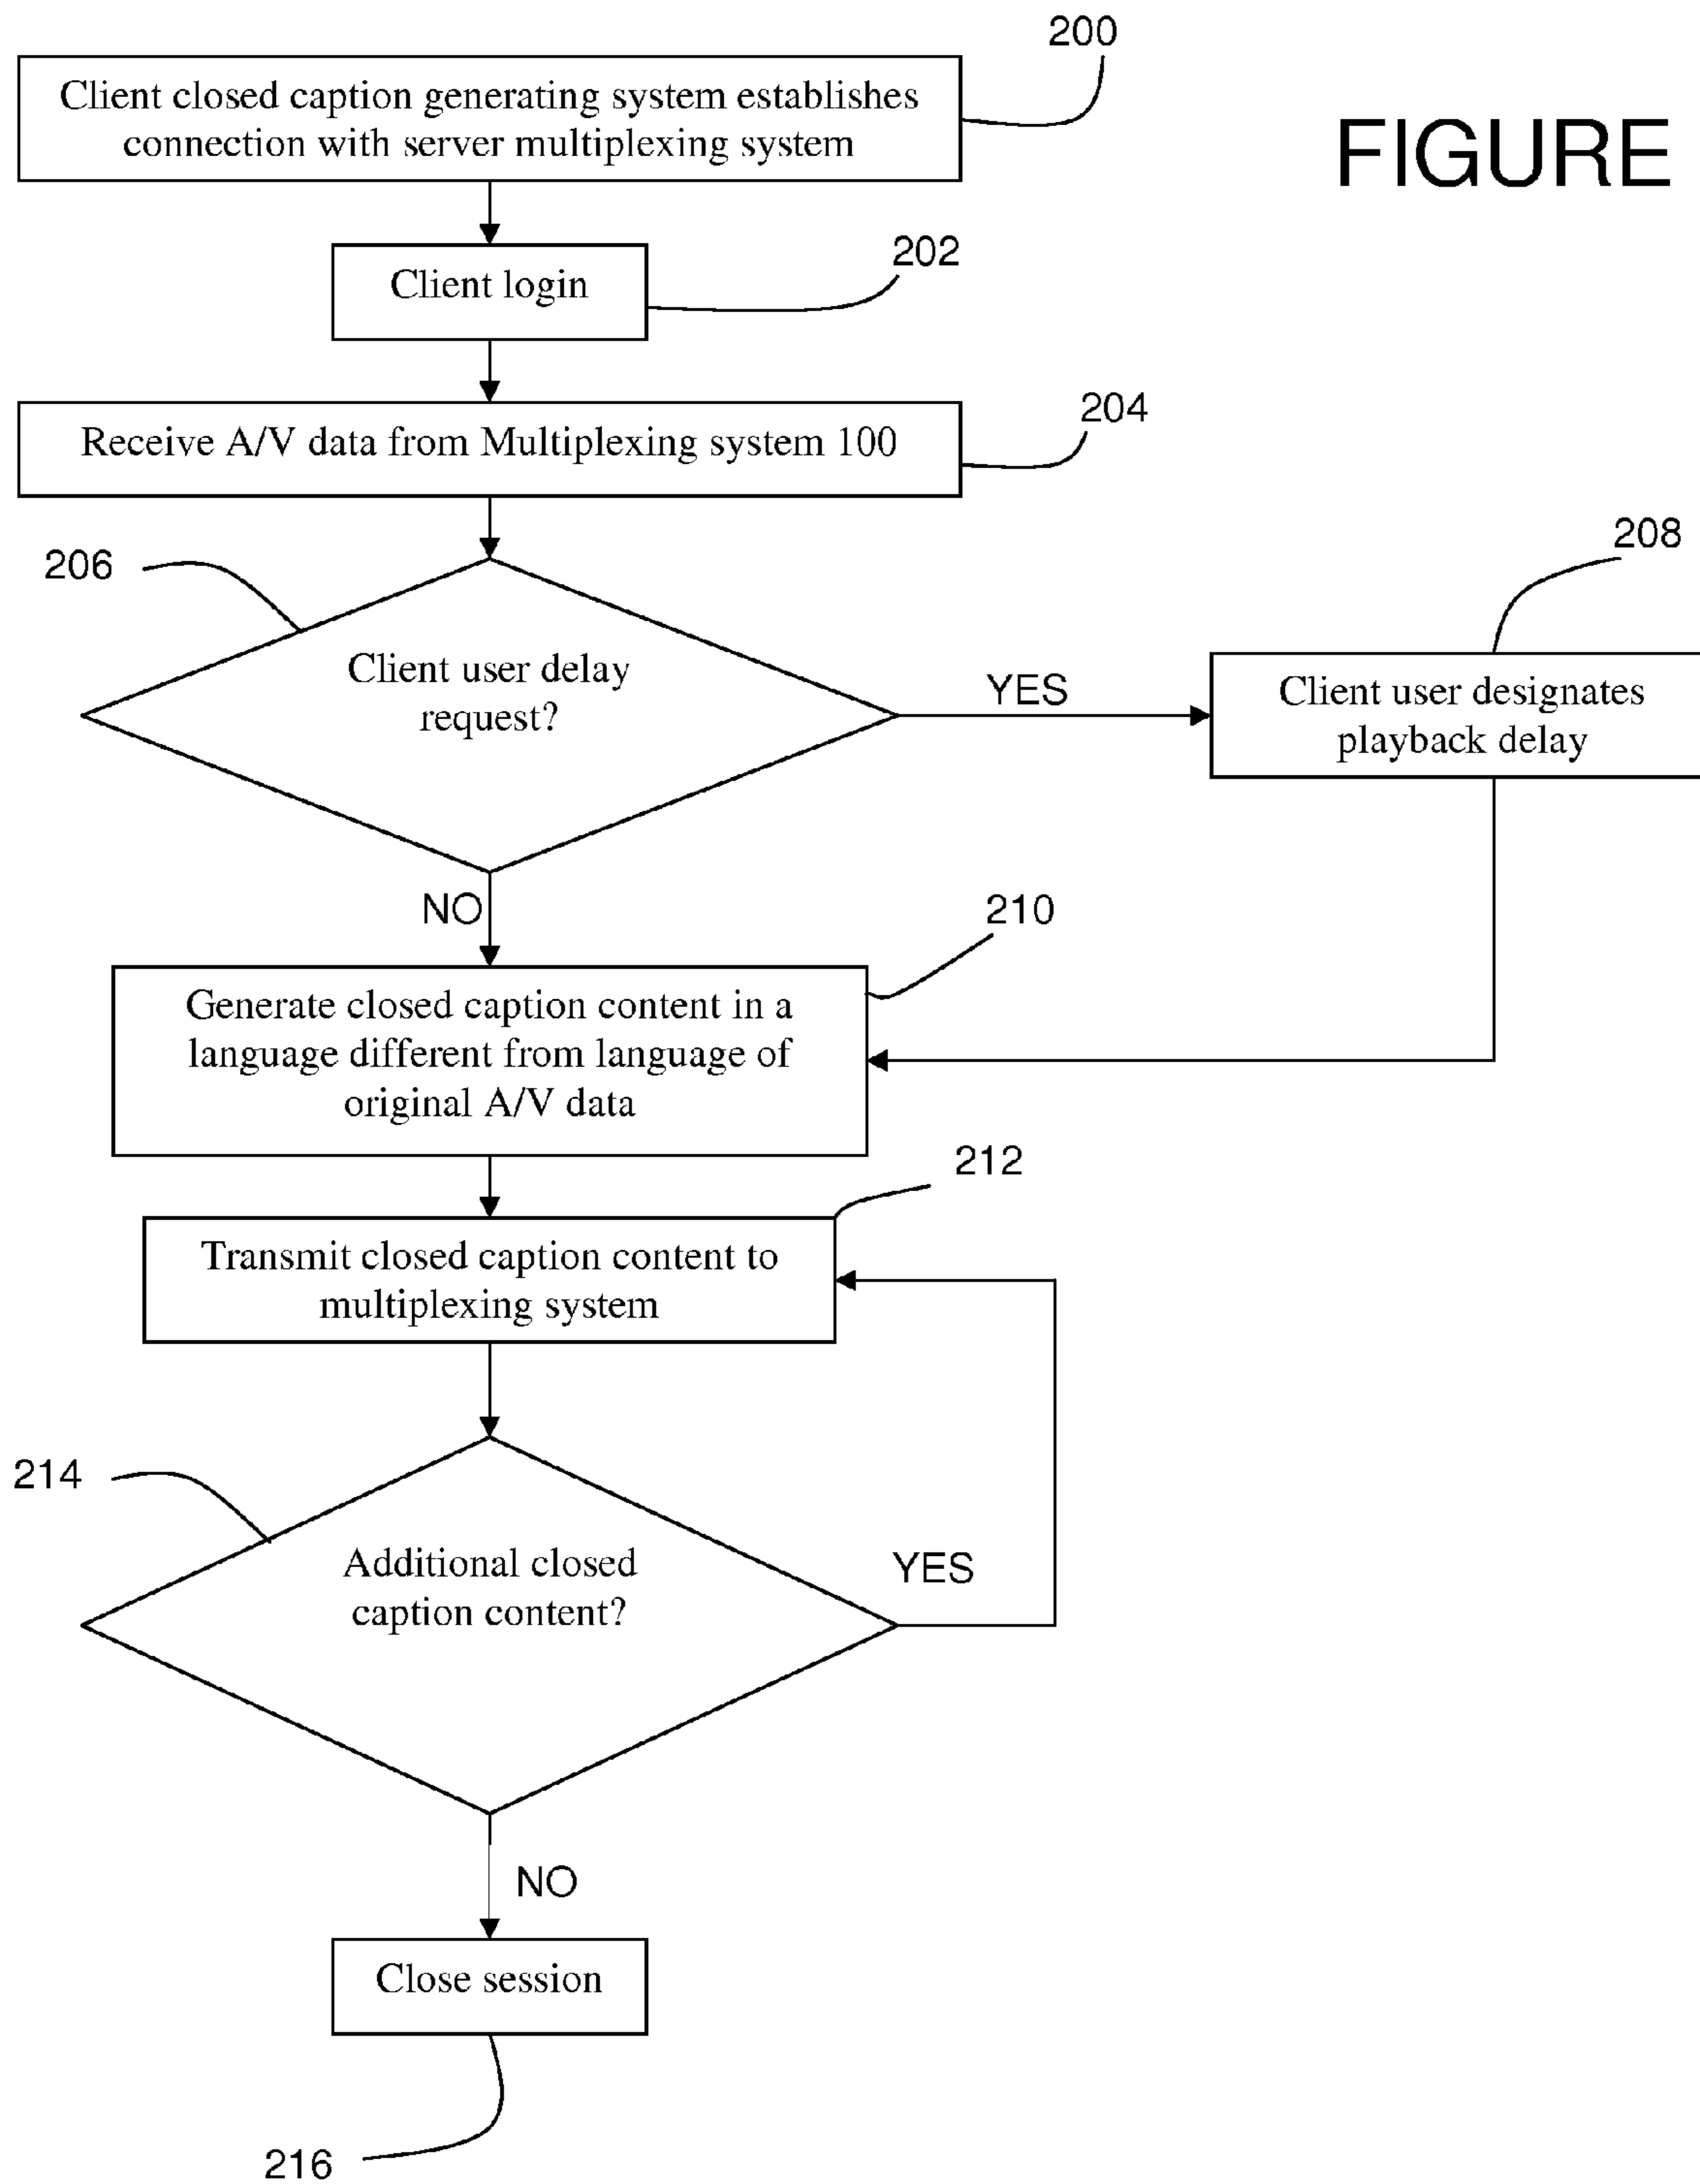 200
Client closed caption generating system establishes
connection with server multiplexing system
FIGURE
202
Client login
204
Receive A/V data from Multiplexing system 100
206
208
Client user delay
request?
YES
Client user designates
playback delay
NO
210
Generate closed caption content in a
language different from language of
original A/V data
212
Transmit closed caption content to
multiplexing system
214
Additional closed
caption content?
YES
NO
Close session
216